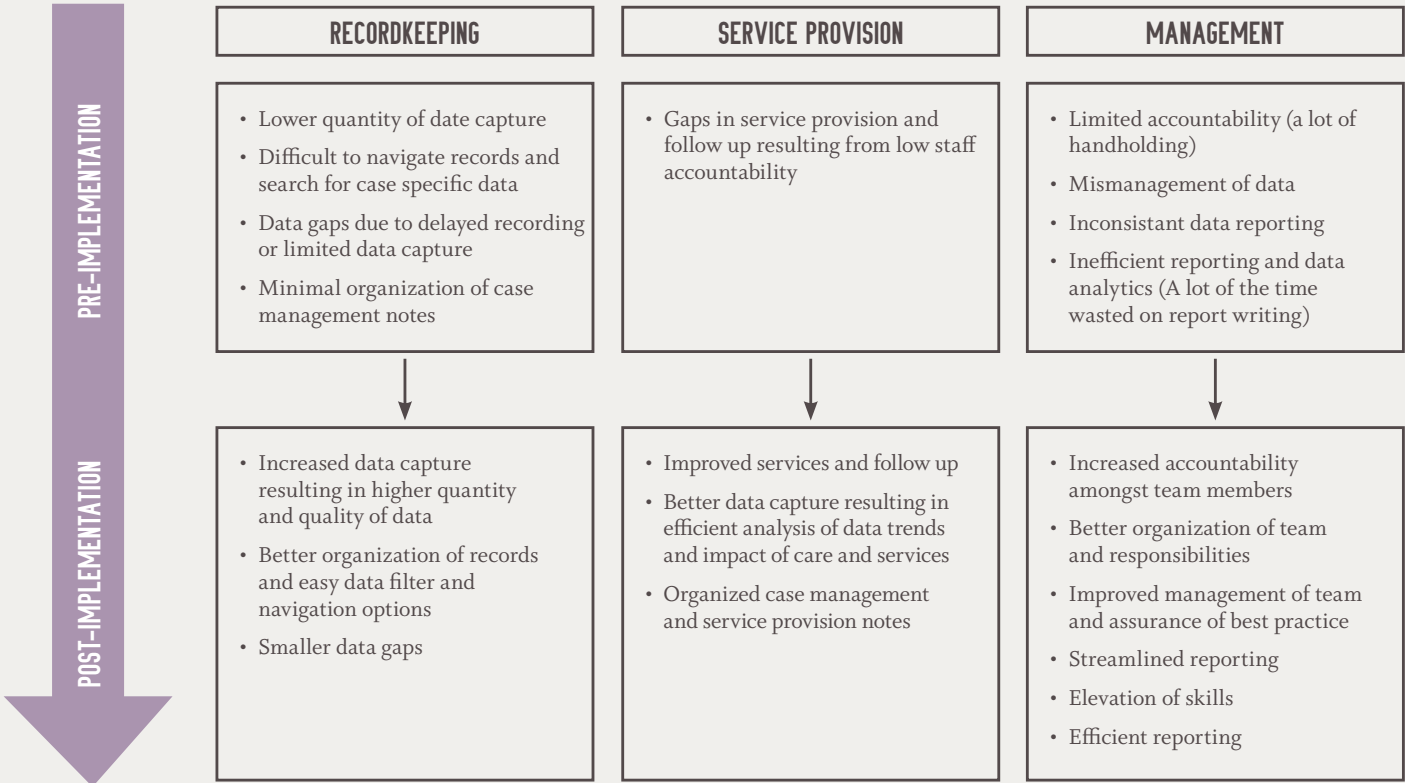 RECORDKEEPING
SERVICE PROVISION
MANAGEMENT
PRE-IMPLEMENTATION
• Lower quantity of date capture
• Difficult to navigate records and
search for case specific data
• Data gaps due to delayed recording
or limited data capture
• Minimal organization of case
management notes
• Gaps in service provision and
follow up resulting from low staff
accountability
• Limited accountability (a lot of
handholding)
• Mismanagement of data
• Inconsistant data reporting
• Inefficient reporting and data
analytics (A lot of the time
wasted on report writing)
POST-IMPLEMENTATION
• Increased data capture
resulting in higher quantity
and quality of data
• Better organization of records
and easy data filter and
navigation options
• Smaller data gaps
• Improved services and follow up
• Better data capture resulting in
efficient analysis of data trends
and impact of care and services
• Organized case management
and service provision notes
• Increased accountability
amongst team members
• Better organization of team
and responsibilities
• Improved management of team
and assurance of best practice
• Streamlined reporting
• Elevation of skills
• Efficient reporting